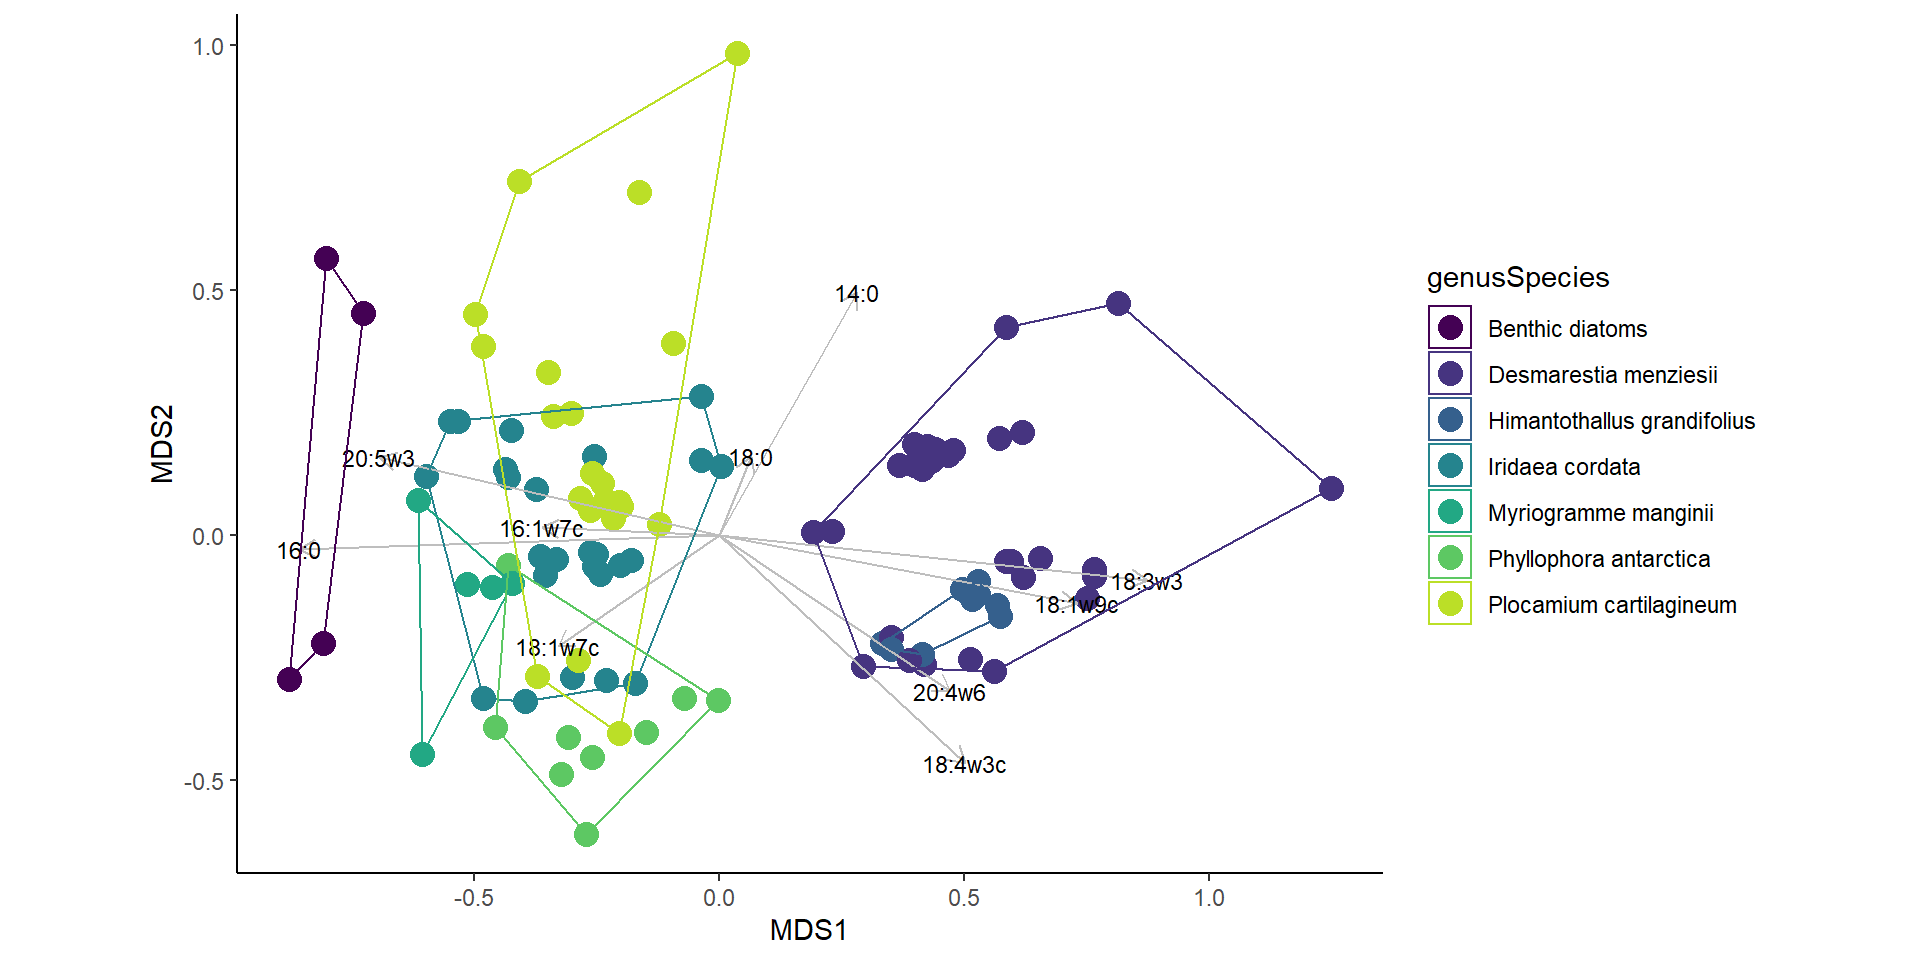 1.0
0.5
0.0
-0.5
MDS2
-0.5
0.0
0.5
1.0
MDS1
14:0
20:5w3
18:0
16:1w7c
16:0
18:3w3
18:1w9c
18:1w7c
20:4w6
18:4w3c
genusSpecies
Benthic diatoms
Desmarestia menziesii
Himantothallus grandifolius
Iridaea cordata
Myriogramme manginii
Phyllophora antarctica
Plocamium cartilagineum